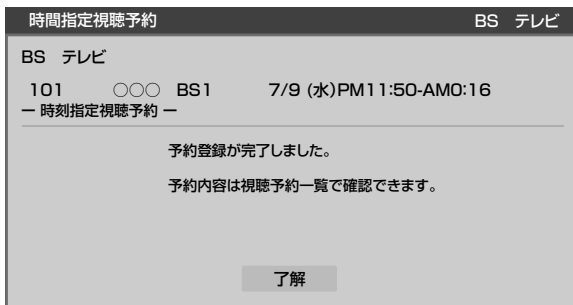 時間指定視聴予約 BS テレビ
BS テレビ
101 ○○○ BS1 7/9 (水)PM11:50-AM0:16
ー 時刻指定視聴予約 ー
予約登録が完了しました。
予約内容は視聴予約一覧で確認できます。
了解